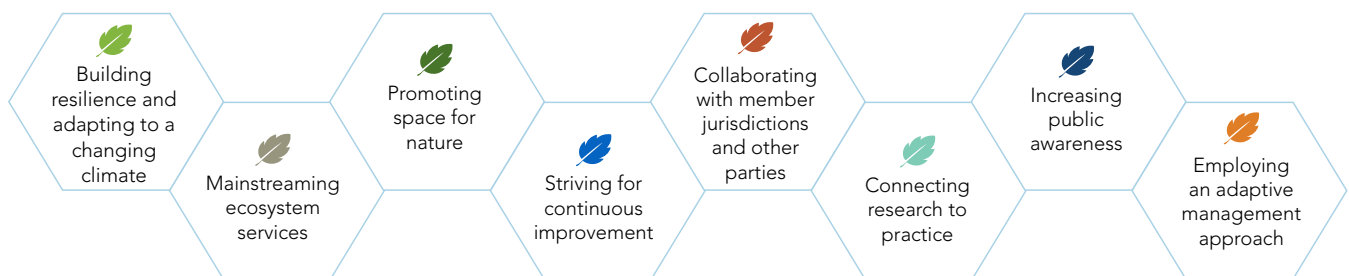 Building
resilience and
adapting to a
changing
climate
Mainstreaming
ecosystem
services
Promoting
space for
nature
Striving for
continuous
improvement
Collaborating
with member
jurisdictions
and other
parties
Connecting
research to
practice
Increasing
public
awareness
Employing
an adaptive
management
approach